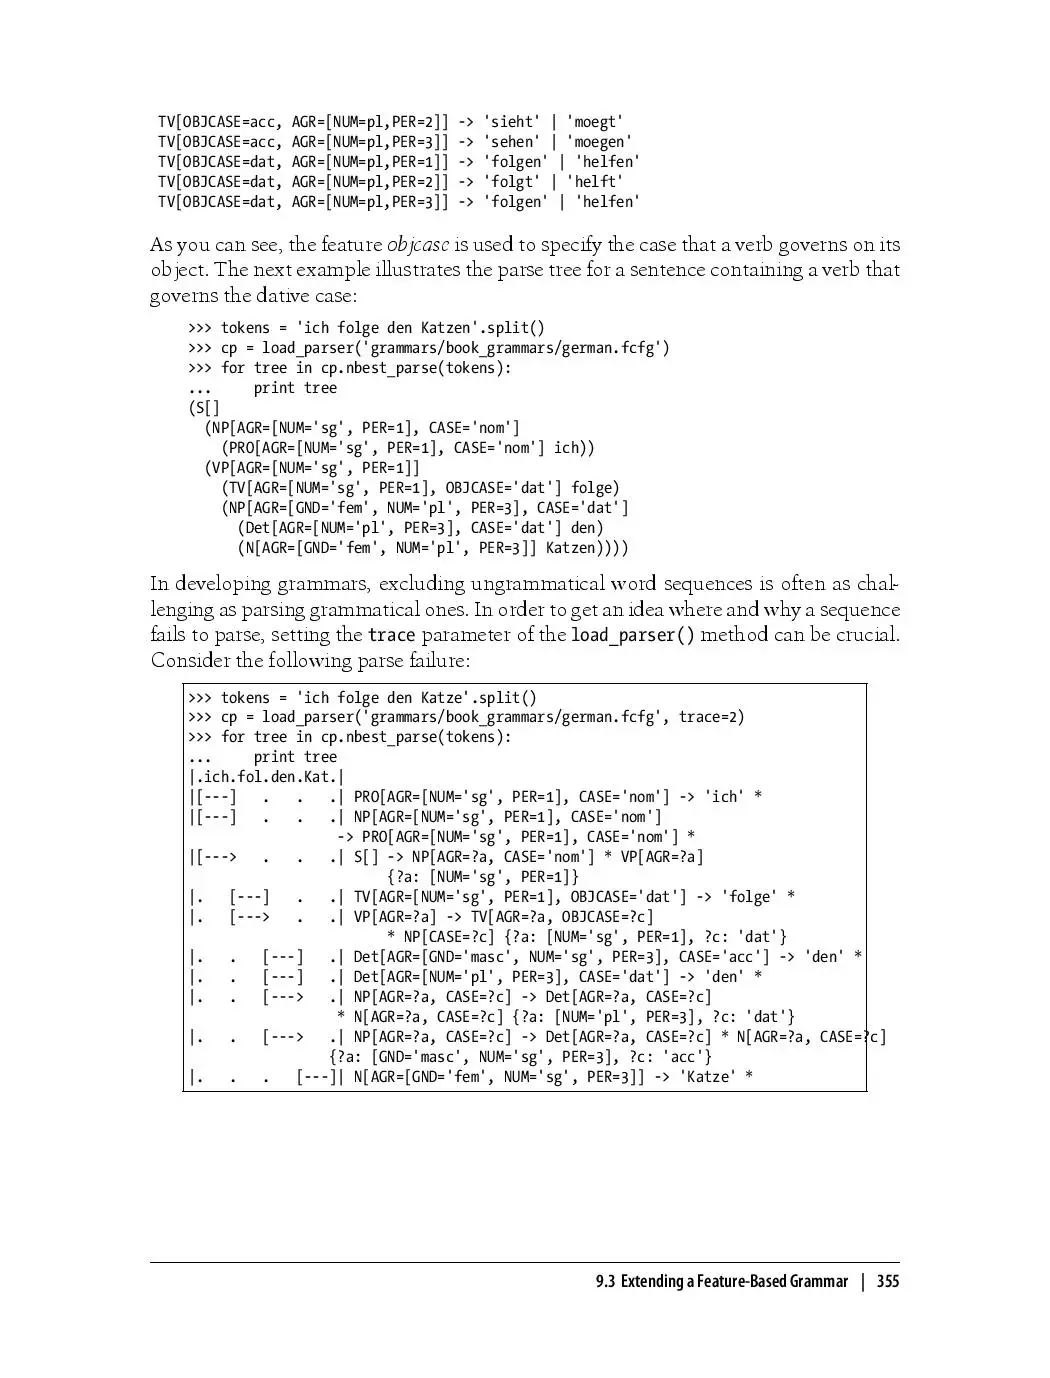 TV[OBJCASE=acc, AGR=[NUM=pl,PER=2]] -> 'sieht' | 'moegt'
TV[OBJCASE=acc, AGR=[NUM=pl,PER=3]] -> 'sehen' | 'moegen'
TV[OBJCASE=dat, AGR=[NUM=pl,PER=1]] -> 'folgen' | 'helfen'
TV[OBJCASE=dat, AGR=[NUM=pl,PER=2]] -> 'folgt' | 'helft'
TV[OBJCASE=dat, AGR=[NUM=pl,PER=3]] -> 'folgen' | 'helfen'
As you can see, the feature objcase is used to specify the case that a verb governs on its
object. The next example illustrates the parse tree for a sentence containing a verb that
governs the dative case:
>>> tokens = 'ich folge den Katzen'.split()
>>> cp = load_parser('grammars/book_grammars/german.fcfg')
>>> for tree in cp.nbest_parse(tokens):
...     print tree
(S[]
  (NP[AGR=[NUM='sg', PER=1], CASE='nom']
    (PRO[AGR=[NUM='sg', PER=1], CASE='nom'] ich))
  (VP[AGR=[NUM='sg', PER=1]]
    (TV[AGR=[NUM='sg', PER=1], OBJCASE='dat'] folge)
    (NP[AGR=[GND='fem', NUM='pl', PER=3], CASE='dat']
      (Det[AGR=[NUM='pl', PER=3], CASE='dat'] den)
      (N[AGR=[GND='fem', NUM='pl', PER=3]] Katzen))))
In developing grammars, excluding ungrammatical word sequences is often as chal-
lenging as parsing grammatical ones. In order to get an idea where and why a sequence
fails to parse, setting the trace parameter of the load_parser() method can be crucial.
Consider the following parse failure:
>>> tokens = 'ich folge den Katze'.split()
>>> cp = load_parser('grammars/book_grammars/german.fcfg', trace=2)
>>> for tree in cp.nbest_parse(tokens):
...     print tree
|.ich.fol.den.Kat.|
|[---]   .   .   .| PRO[AGR=[NUM='sg', PER=1], CASE='nom'] -> 'ich' *
|[---]   .   .   .| NP[AGR=[NUM='sg', PER=1], CASE='nom']
                  -> PRO[AGR=[NUM='sg', PER=1], CASE='nom'] *
|[--->   .   .   .| S[] -> NP[AGR=?a, CASE='nom'] * VP[AGR=?a]
                        {?a: [NUM='sg', PER=1]}
|.   [---]   .   .| TV[AGR=[NUM='sg', PER=1], OBJCASE='dat'] -> 'folge' *
|.   [--->   .   .| VP[AGR=?a] -> TV[AGR=?a, OBJCASE=?c]
                        * NP[CASE=?c] {?a: [NUM='sg', PER=1], ?c: 'dat'}
|.   .   [---]   .| Det[AGR=[GND='masc', NUM='sg', PER=3], CASE='acc'] -> 'den' *
|.   .   [---]   .| Det[AGR=[NUM='pl', PER=3], CASE='dat'] -> 'den' *
|.   .   [--->   .| NP[AGR=?a, CASE=?c] -> Det[AGR=?a, CASE=?c]
                  * N[AGR=?a, CASE=?c] {?a: [NUM='pl', PER=3], ?c: 'dat'}
|.   .   [--->   .| NP[AGR=?a, CASE=?c] -> Det[AGR=?a, CASE=?c] * N[AGR=?a, CASE=?c]
                 {?a: [GND='masc', NUM='sg', PER=3], ?c: 'acc'}
|.   .   .   [---]| N[AGR=[GND='fem', NUM='sg', PER=3]] -> 'Katze' *
9.3 Extending a Feature-Based Grammar | 355